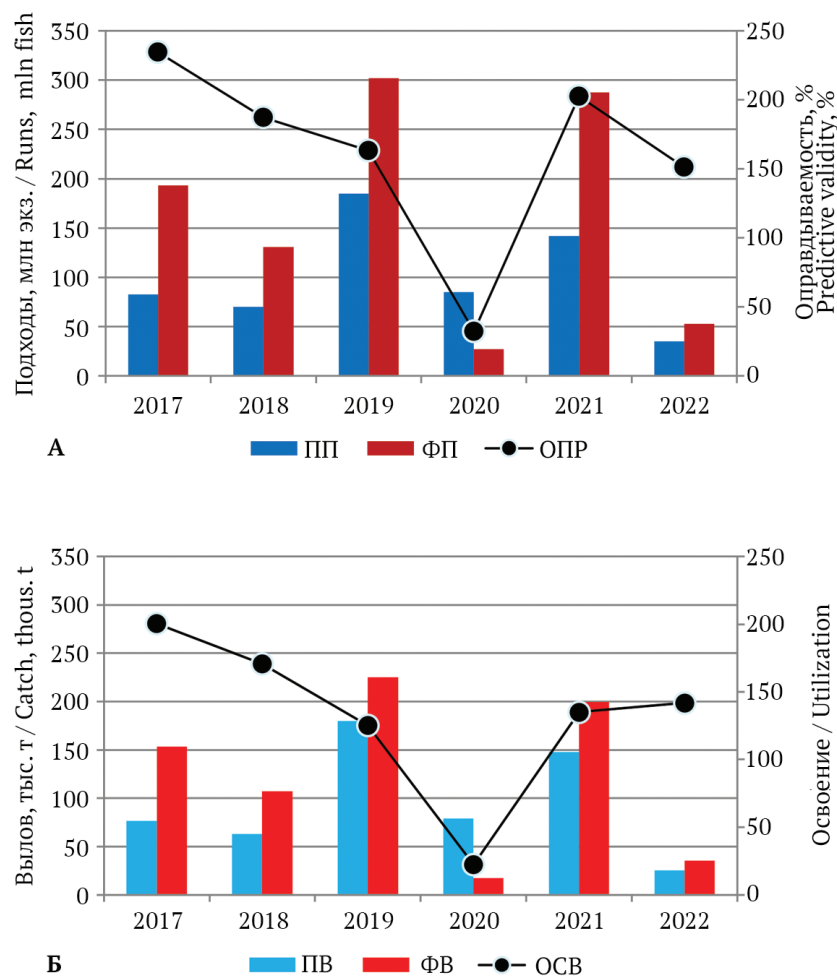 Подходы, млн экз. / Runs, mln fish
350
300
250
200
150
100
50
0
250
200
150
100
50
0
Оправдываемость, %
Predictive validity, %
2017 2018 2019 2020 2021 2022
А
ПП ФП ОПР
Вылов, тыс. т / Catch, thous. t
350
300
250
200
150
100
50
0
250
200
150
100
50
0
Освоение / Utilization
2017 2018 2019 2020 2021 2022
Б
ПВ ФВ ОСВ